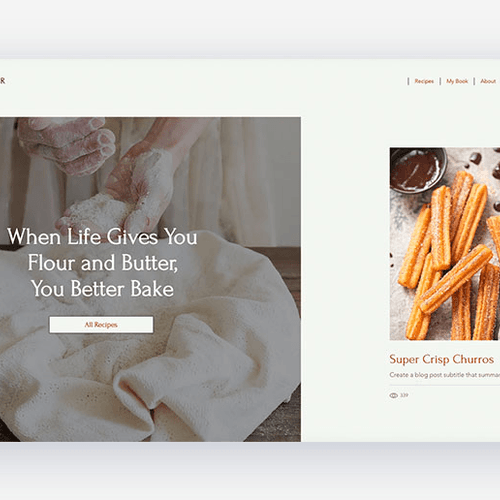 R
| Recipes | My Book | About
When Life Gives You
Flour and Butter,
You Better Bake
All Recipes
Super Crisp Churros
Create a blog post subtitle that summar
339